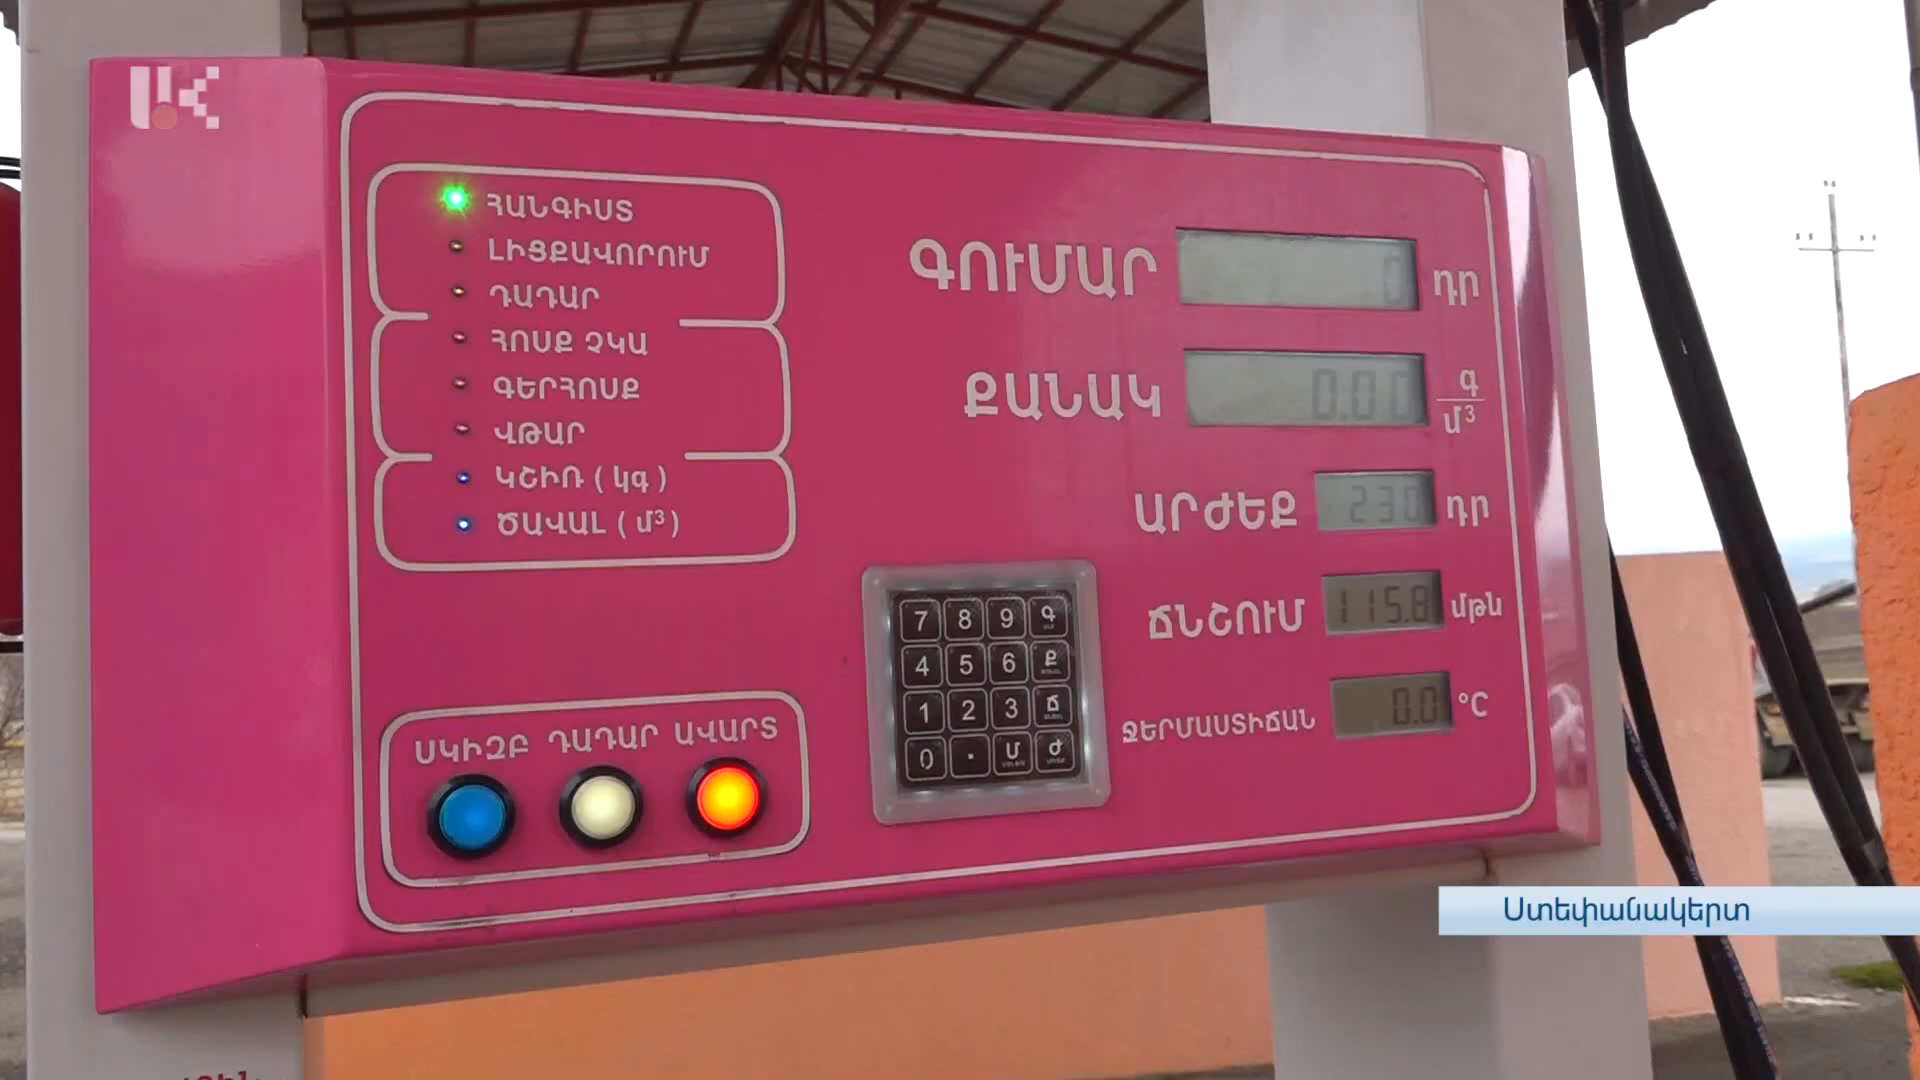 ՀԱՆԳԻՍՏ
ԼԻՑՔԱՎՈՐՈՒՄ
ԴԱԴԱՐ
ՀՈՍՔ ՉԿԱ
ԳԵՐՀՈՍՔ
ՎԹԱՐ
ԿՇԻՌ ( կգ )
ԾԱՎԱԼ ( մ³ )
ՍԿԻԶԲ ԴԱԴԱՐ ԱՎԱՐՏ
ԳՈՒՄԱՐ 0 դր
ՔԱՆԱԿ 0.00 գ/մ³
ԱՐԺԵՔ 230 դր
ՃՆՇՈՒՄ 115.8 մթն
ՋԵՐՄԱՍՏԻՃԱՆ 0.0 °C
7 8 9 Գ
4 5 6 Ք
1 2 3 Ճ
0 . Մ Ժ
Ստեփանակերտ